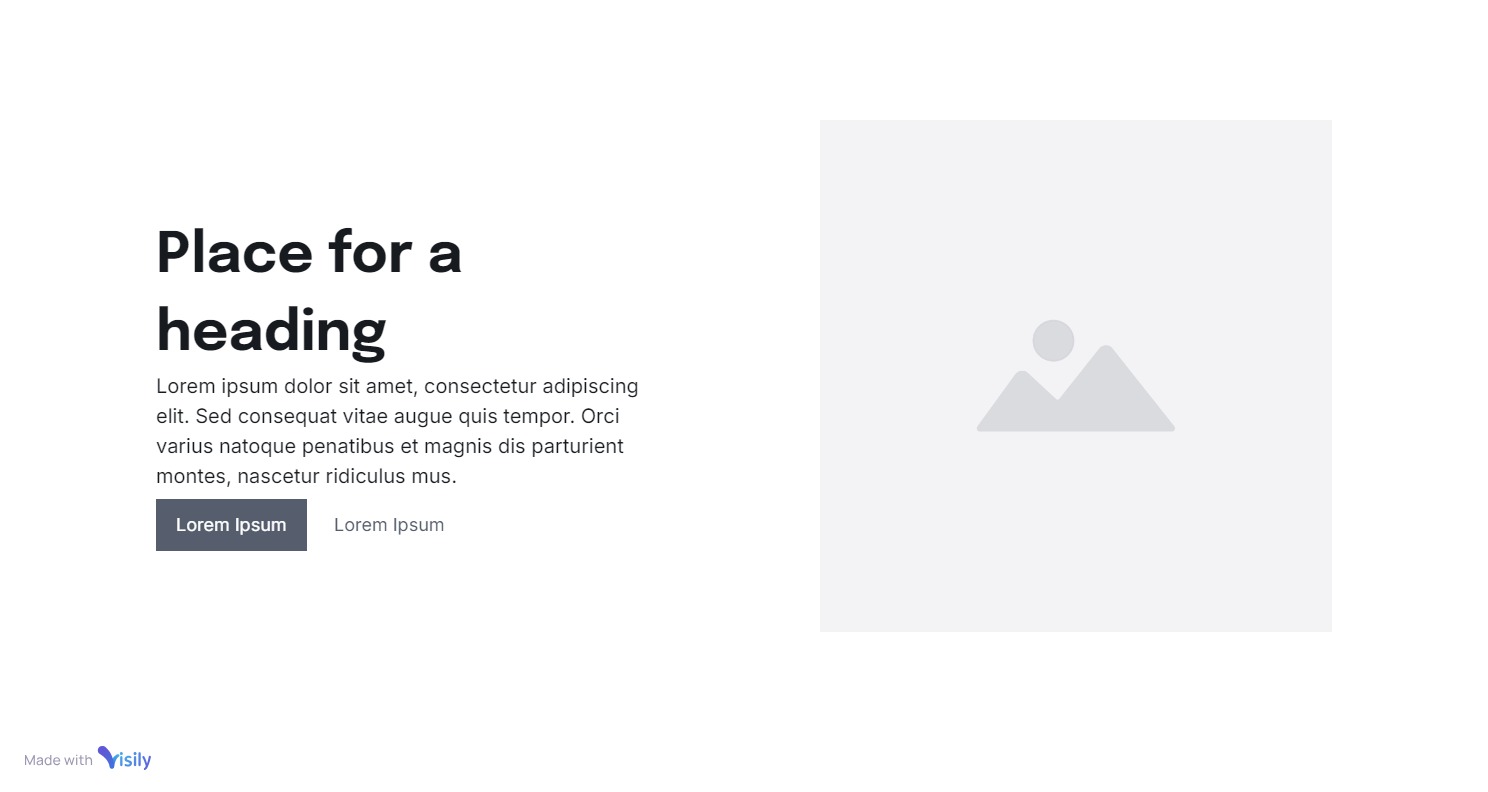 Place for a
heading
Lorem ipsum dolor sit amet, consectetur adipiscing
elit. Sed consequat vitae augue quis tempor. Orci
varius natoque penatibus et magnis dis parturient
montes, nascetur ridiculus mus.
Lorem Ipsum
Lorem Ipsum
Made with Visily